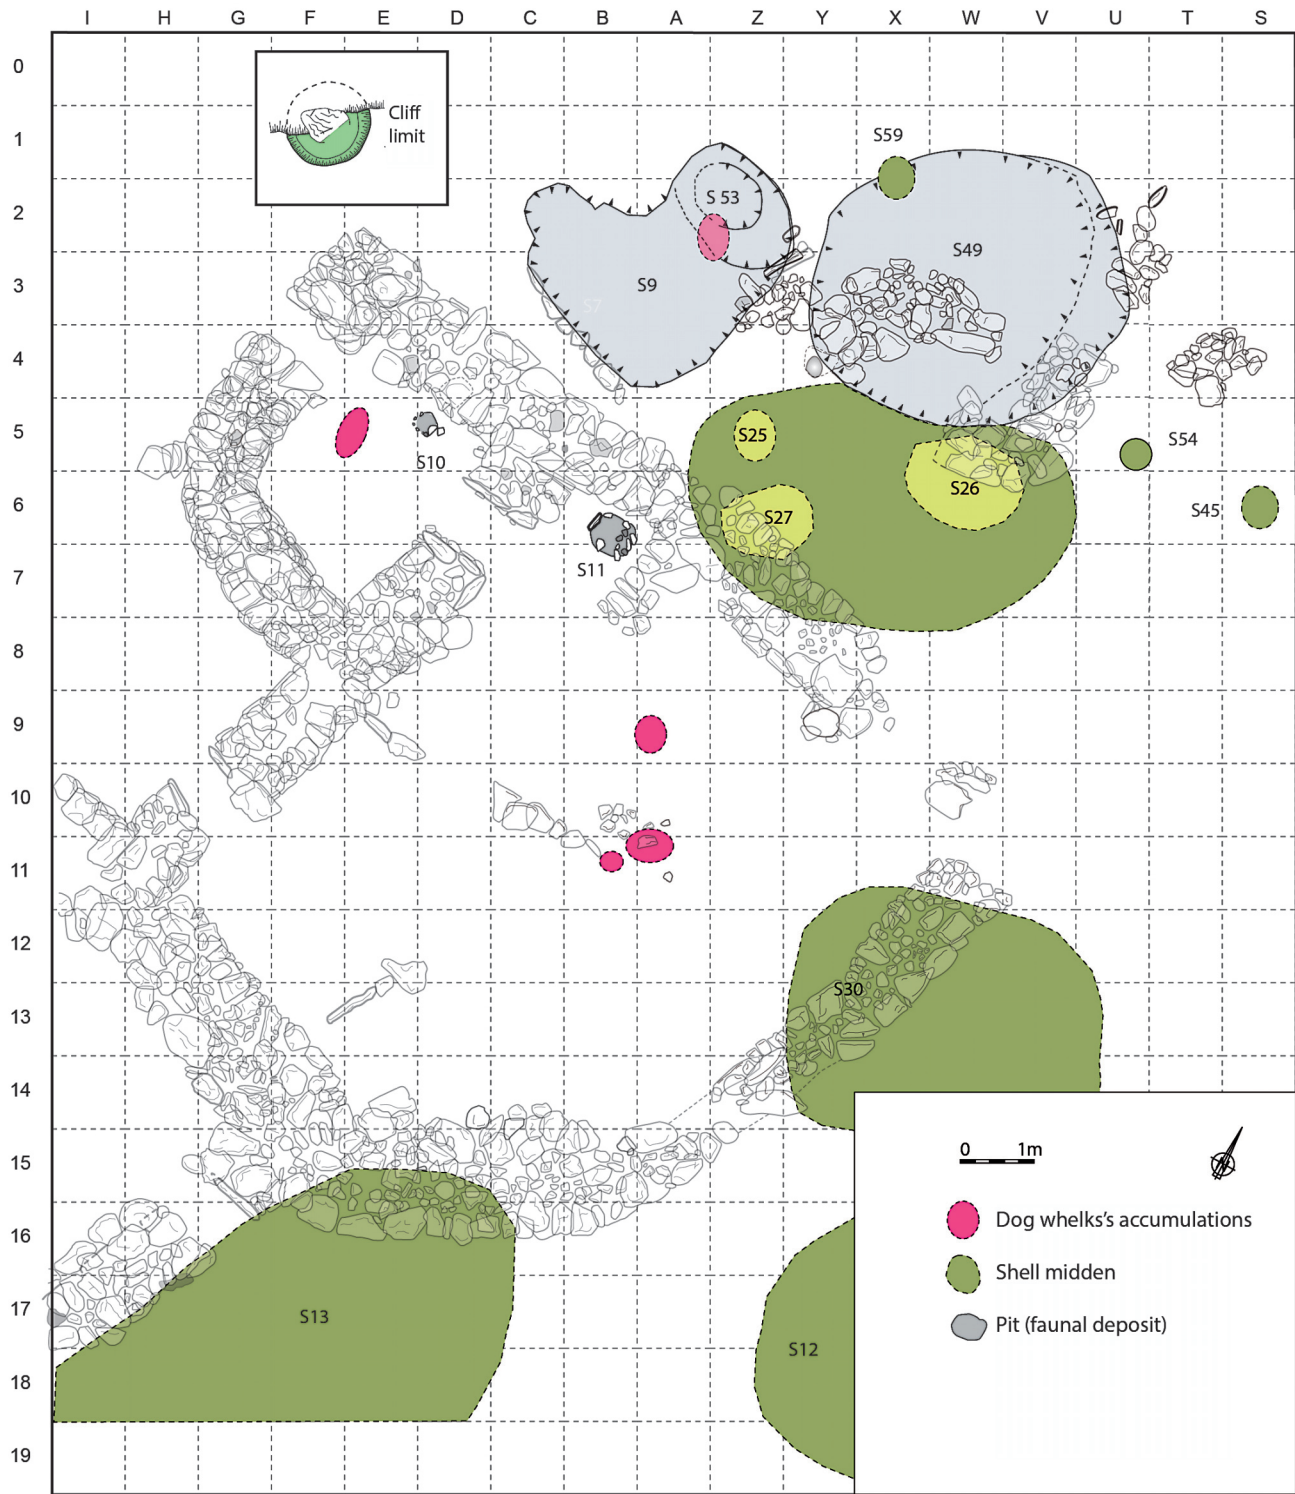 I H G F E D C B A Z Y X W V U T S
0
Cliff
limit
1
S59
2
S 53
S49
3
S9
S7
4
5
S25
S54
S10
6
S26
S45
S27
7
S11
8
9
10
11
12
13
S30
14
15
0 1m
16
Dog whelks's accumulations
Shell midden
17
S13
Pit (faunal deposit)
S12
18
19